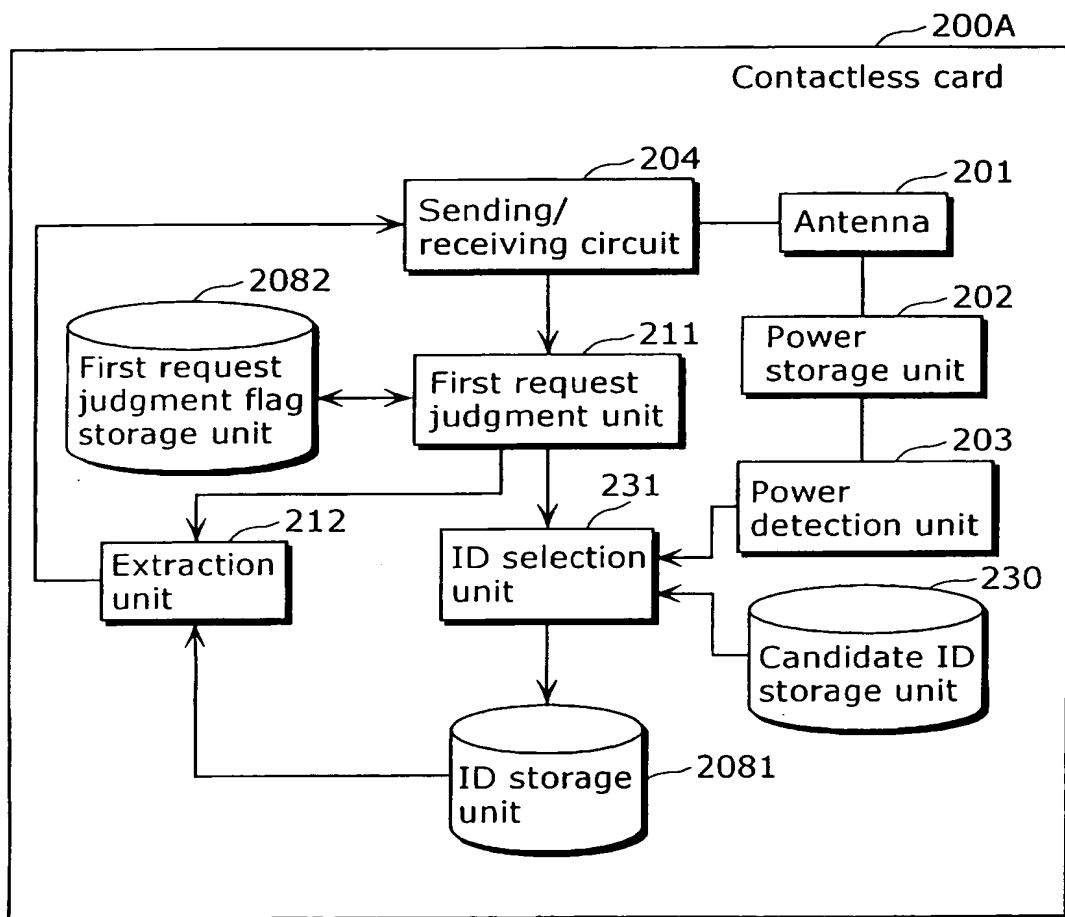 200A
Contactless card
204
201
Sending/
receiving circuit
Antenna
2082
202
First request
judgment flag
storage unit
211
First request
judgment unit
Power
storage unit
203
231
Power
detection unit
212
Extraction
unit
ID selection
unit
230
Candidate ID
storage unit
ID storage
unit
2081